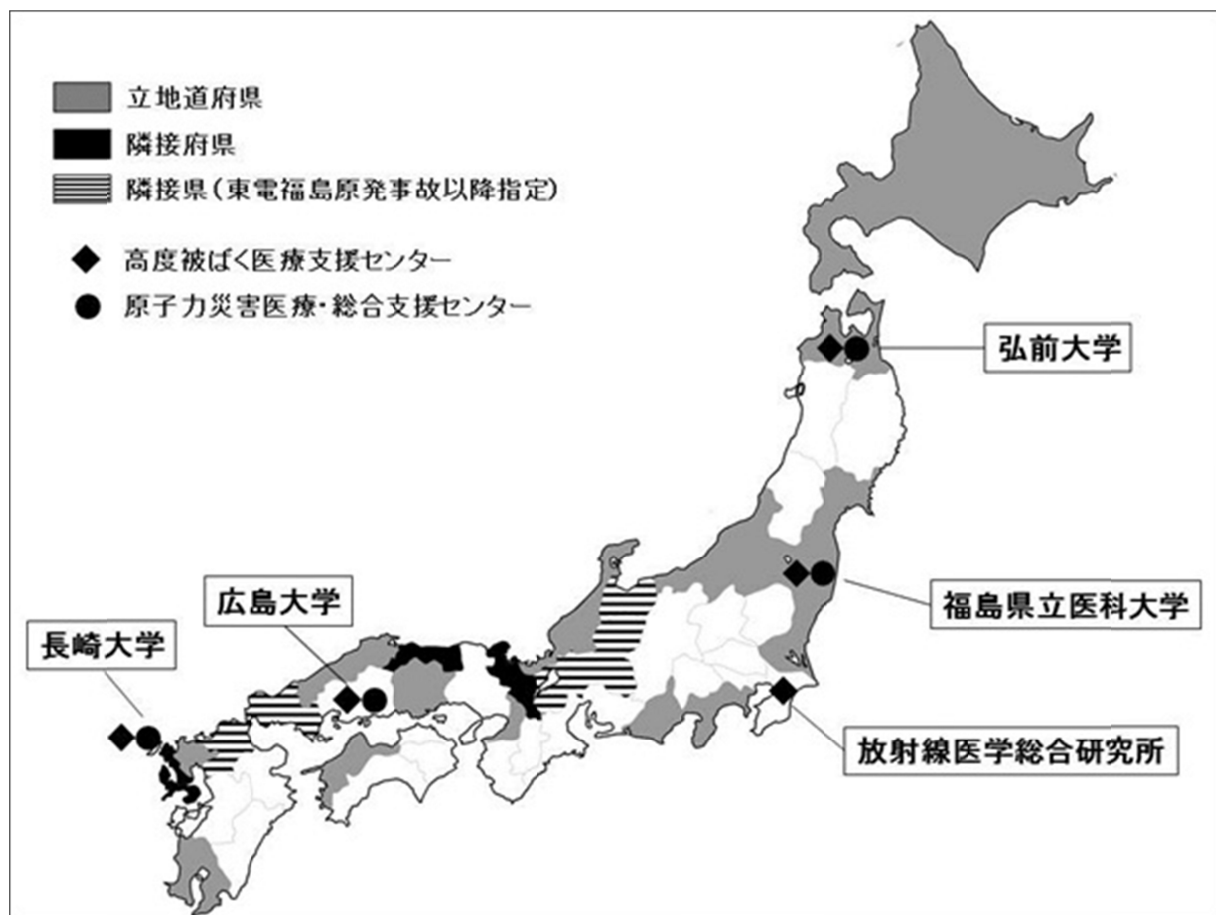 立地道府県
隣接府県
隣接県(東電福島原発事故以降指定)
高度被ばく医療支援センター
原子力災害医療・総合支援センター
弘前大学
広島大学
福島県立医科大学
長崎大学
放射線医学総合研究所